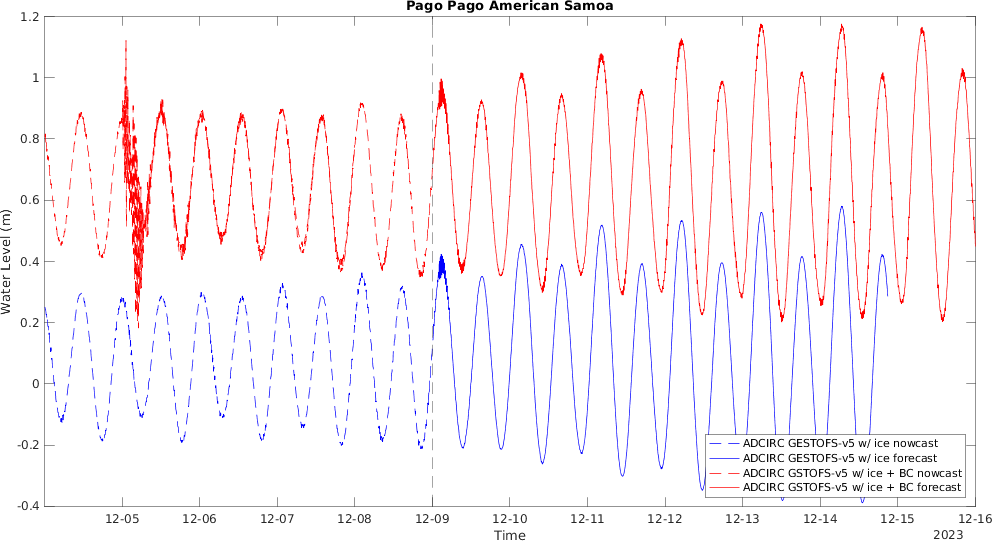 Pago Pago American Samoa
1.2
1
0.8
0.6
0.4
0.2
0
-0.2
-0.4
Water Level (m)
ADCIRC GESTOFS-v5 w/ ice nowcast
ADCIRC GESTOFS-v5 w/ ice forecast
ADCIRC GSTOFS-v5 w/ ice + BC nowcast
ADCIRC GSTOFS-v5 w/ ice + BC forecast
12-05 12-06 12-07 12-08 12-09 12-10 12-11 12-12 12-13 12-14 12-15 12-16
Time
2023